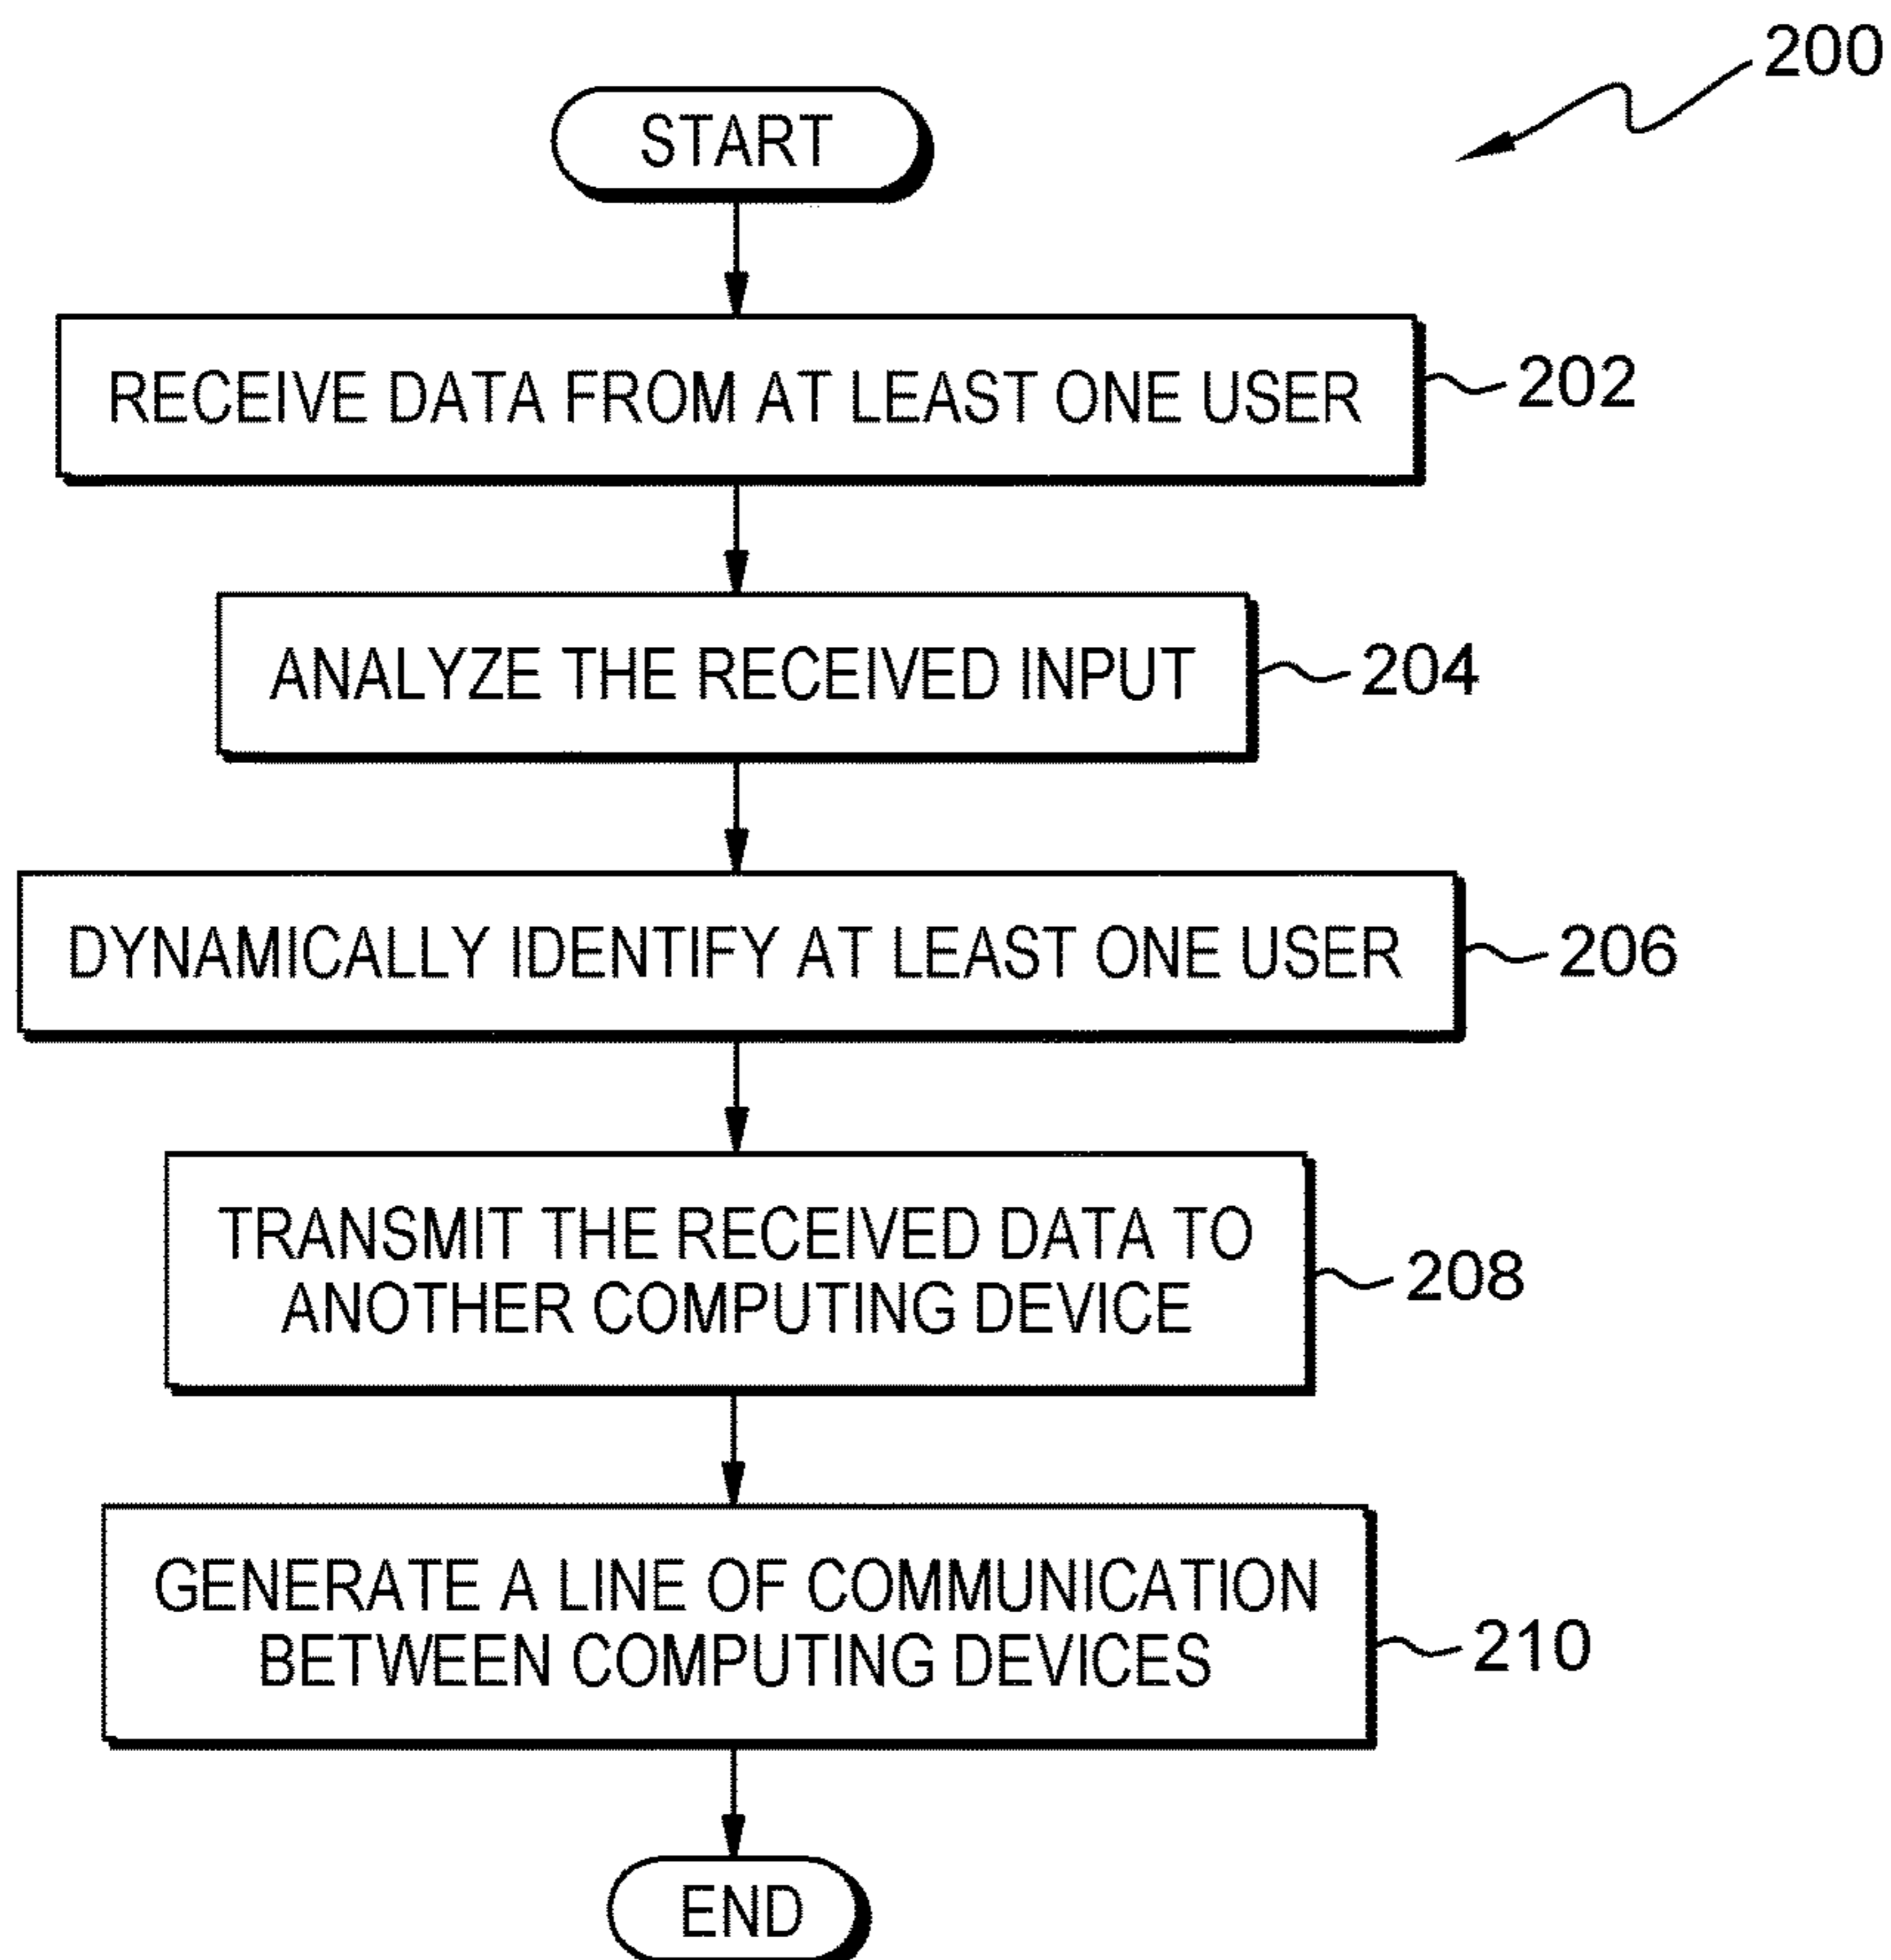 200
START
RECEIVE DATA FROM AT LEAST ONE USER
202
ANALYZE THE RECEIVED INPUT
204
DYNAMICALLY IDENTIFY AT LEAST ONE USER
206
TRANSMIT THE RECEIVED DATA TO
ANOTHER COMPUTING DEVICE
208
GENERATE A LINE OF COMMUNICATION
BETWEEN COMPUTING DEVICES
210
END